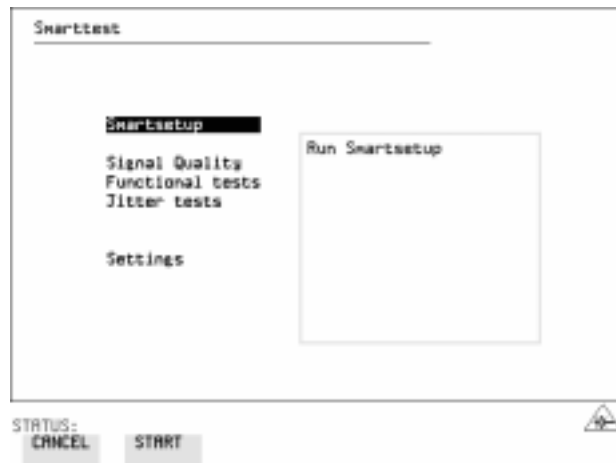 Smarttest
Smartsetup
Run Smartsetup
Signal Quality
Functional tests
Jitter tests
Settings
STATUS:
CANCEL START